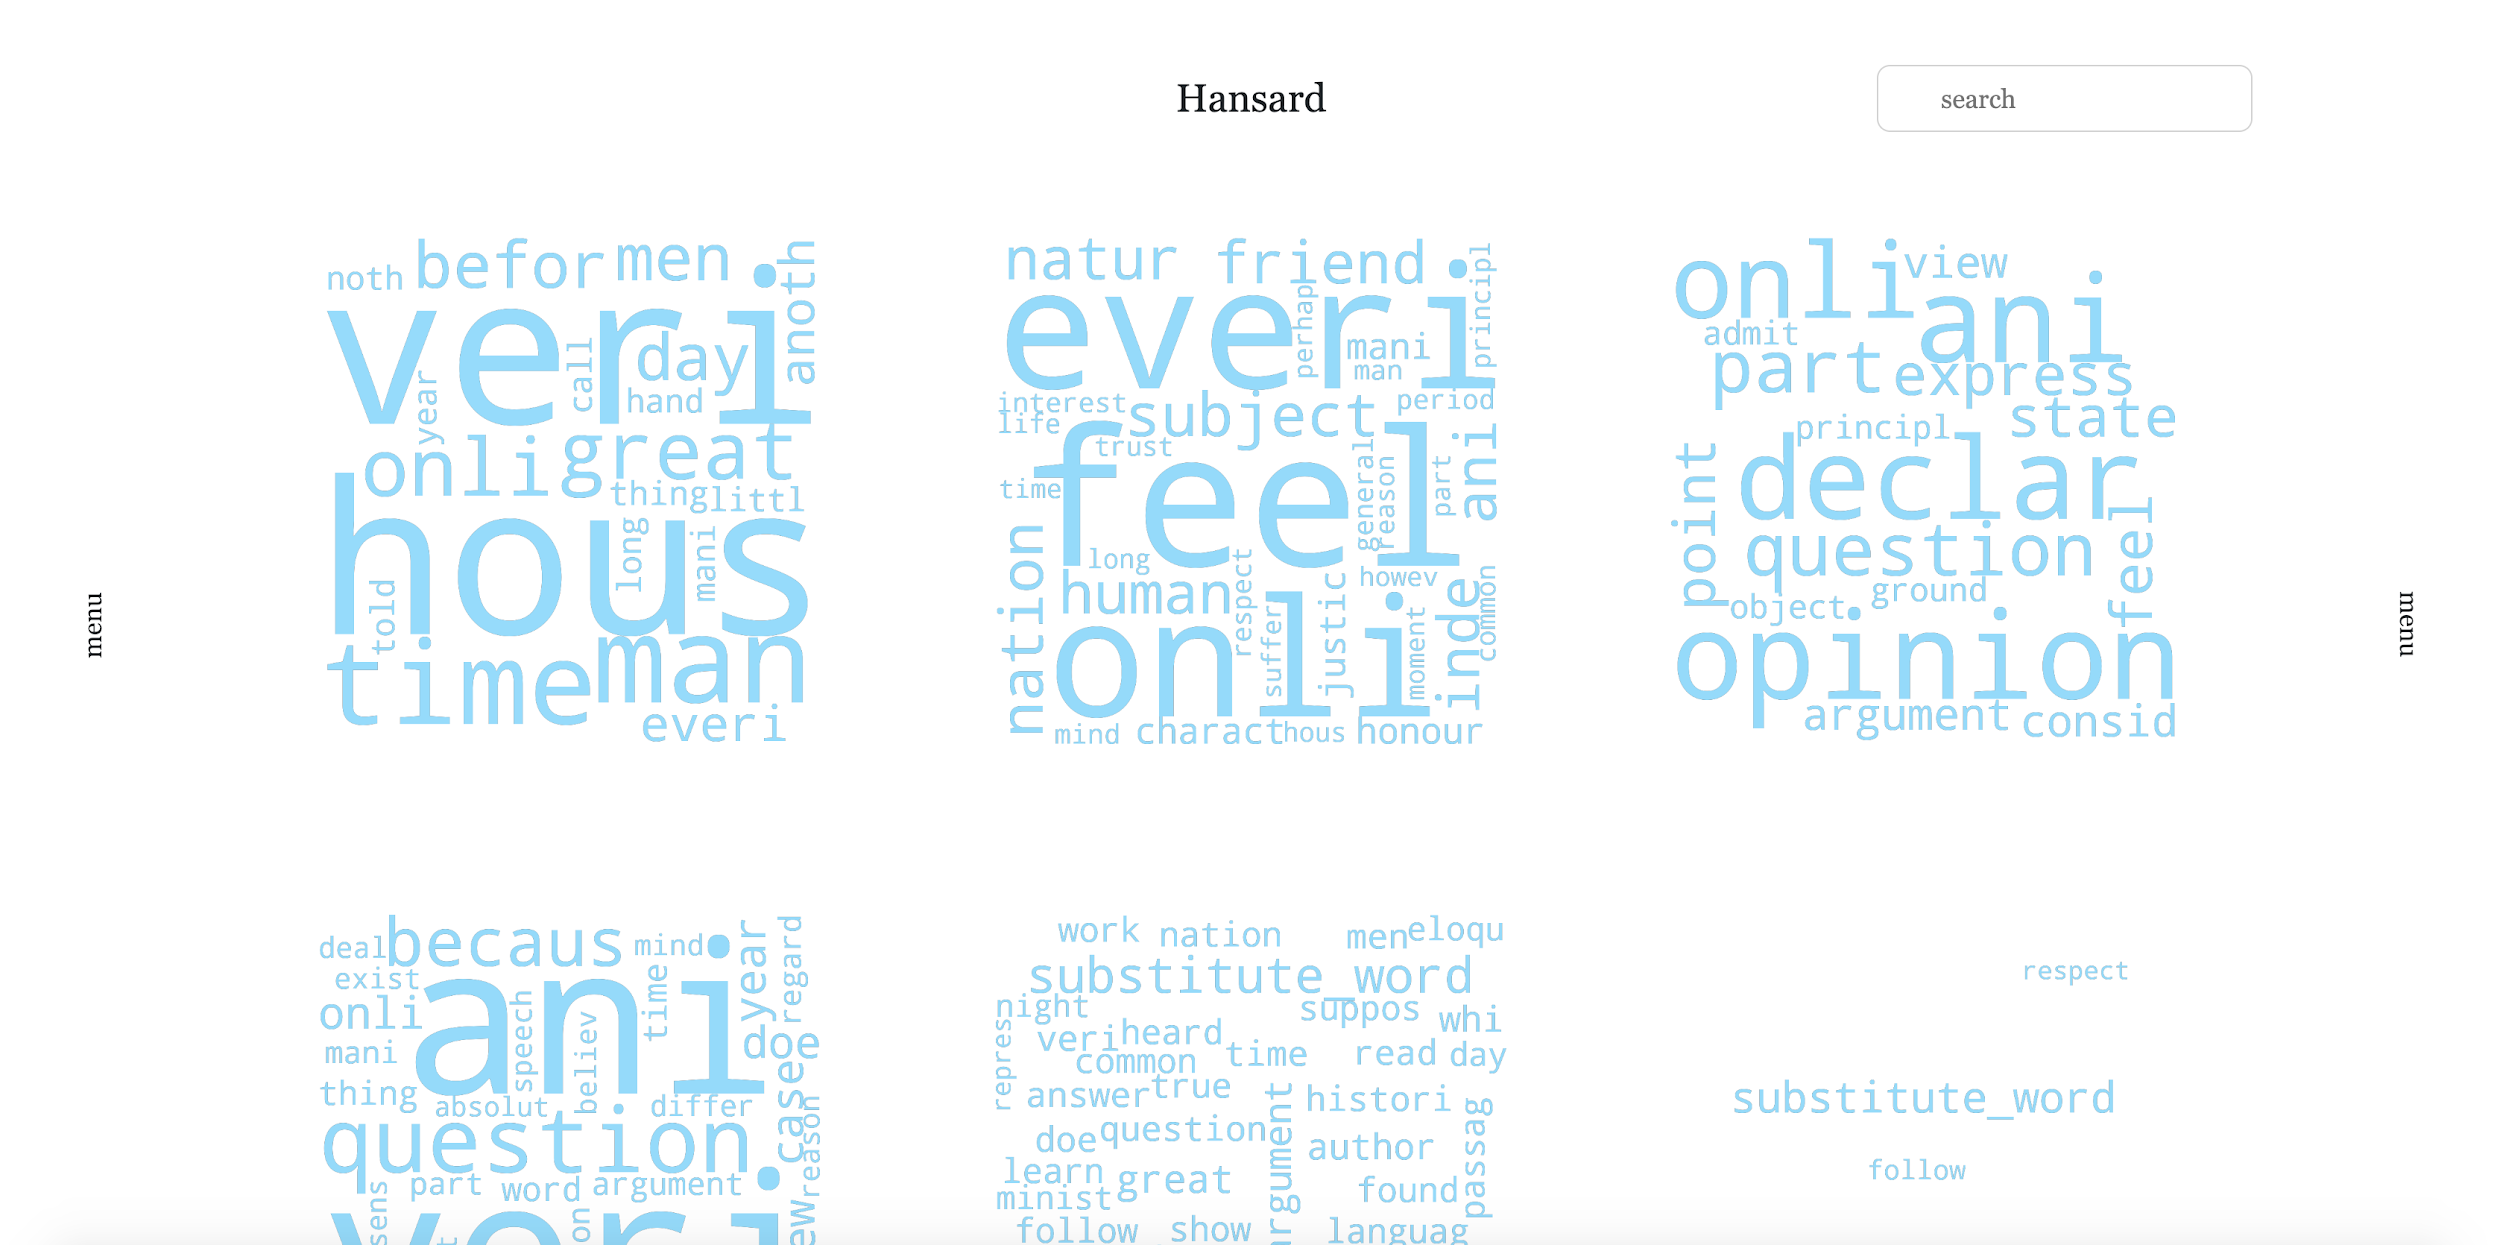 Hansard
search
menu
menu
noth befor men
anoth
veri
call
day
year
hand
onli great
thing littl
hous
long
mani
told
time man
everi
natur friend
principl
everi
perhap
mani
man
interest subject period
life
trust
feel
general
reason
part
ani
time
nation
long
human
respect
howev
common
onli
suffer
justic
moment
inde
mind charact hous honour
onli view
ani
admit
part express
principl state
point
declar
question
feel
object ground
opinion
argument consid
deal becaus mind
year
regard
exist
ani
time
onli
speech
believ
doe
mani
case
thing absolut differ
reason
question
part word argument
sens
veri
work nation men eloqu
substitute_word
night suppos whi
repres
veri heard
common time read day
answer true histori
argument
passag
doe question author
learn great
minist found
follow show languag
respect
substitute_word
follow